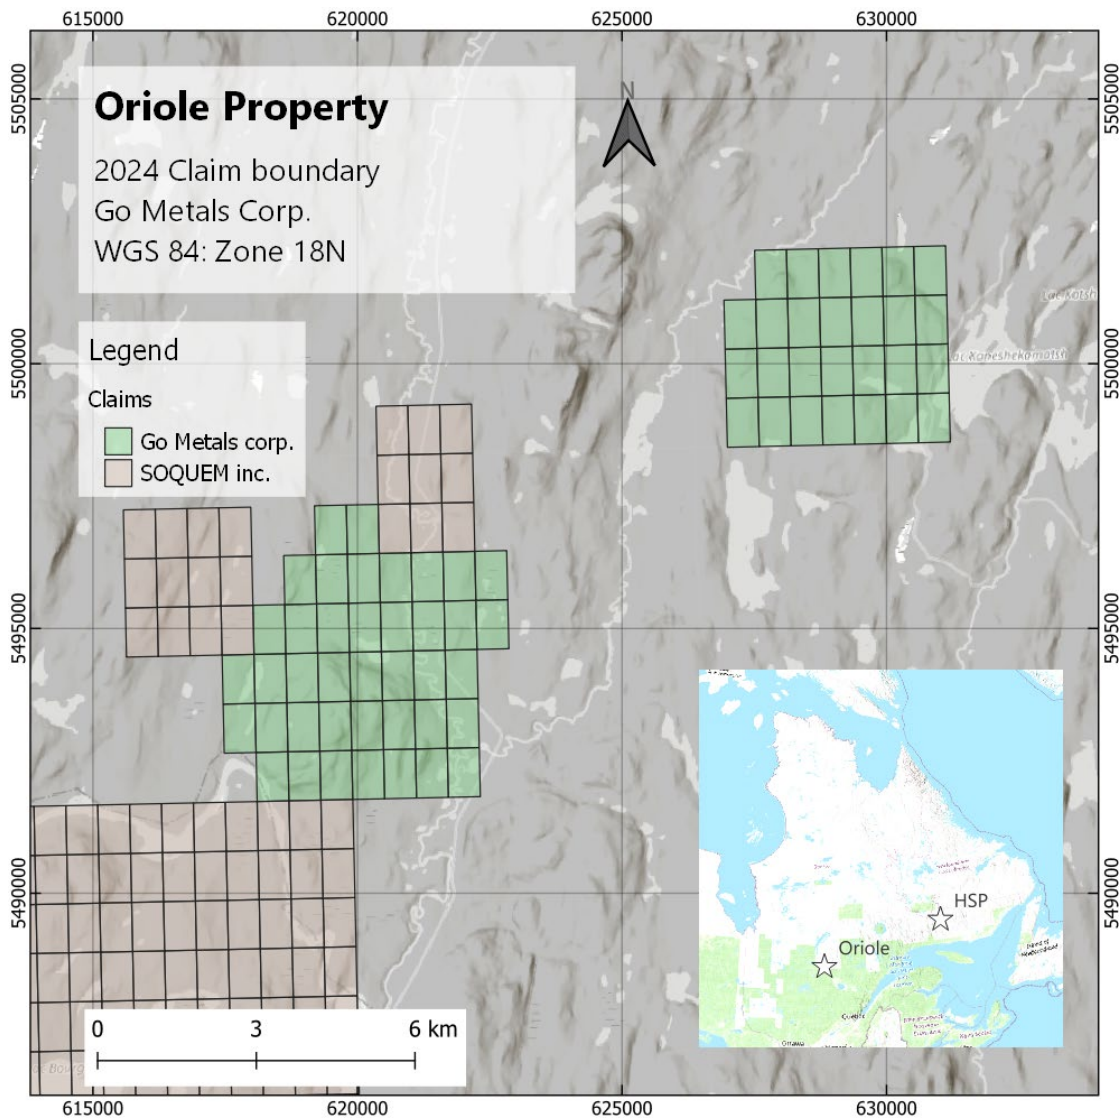 615000
620000
625000
630000
5505000
5505000
N
Oriole Property
2024 Claim boundary
Go Metals Corp.
WGS 84: Zone 18N
Legend
Claims
Go Metals corp.
SOQUEM inc.
5500000
5500000
5495000
5495000
HSP
Oriole
Québec
Ottawa
5490000
5490000
0 3 6 km
615000
620000
625000
630000